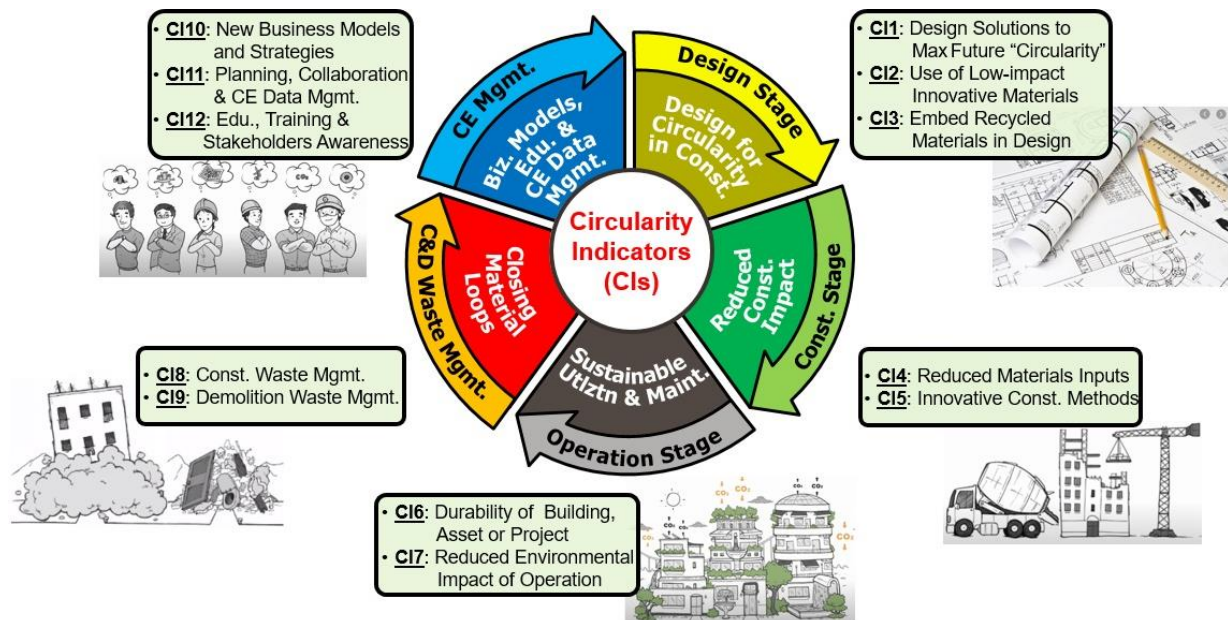 • CI10: New Business Models
and Strategies
• CI11: Planning, Collaboration
& CE Data Mgmt.
• CI12: Edu., Training &
Stakeholders Awareness
CE Mgmt.
Biz. Models,
Edu. &
CE Data
Mgmt.
Design Stage
Design for
Circularity
in Const.
• CI1: Design Solutions to
Max Future “Circularity”
• CI2: Use of Low-impact
Innovative Materials
• CI3: Embed Recycled
Materials in Design
Circularity
Indicators
(CIs)
C&D Waste Mgmt.
Closing
Material
Loops
Reduced
Const.
Impact
Const. Stage
Sustainable
Utlztn & Maint.
Operation Stage
• CI8: Const. Waste Mgmt.
• CI9: Demolition Waste Mgmt.
• CI4: Reduced Materials Inputs
• CI5: Innovative Const. Methods
• CI6: Durability of Building,
Asset or Project
• CI7: Reduced Environmental
Impact of Operation
CO₂
CO₂
CO₂
CO₂